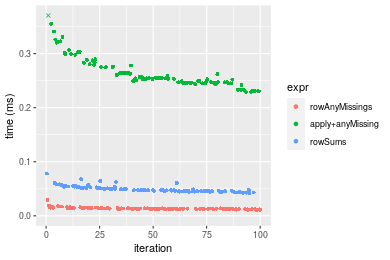 0.3
0.2
0.1
0.0
time (ms)
0
25
50
75
100
iteration
expr
rowAnyMissings
apply+anyMissing
rowSums